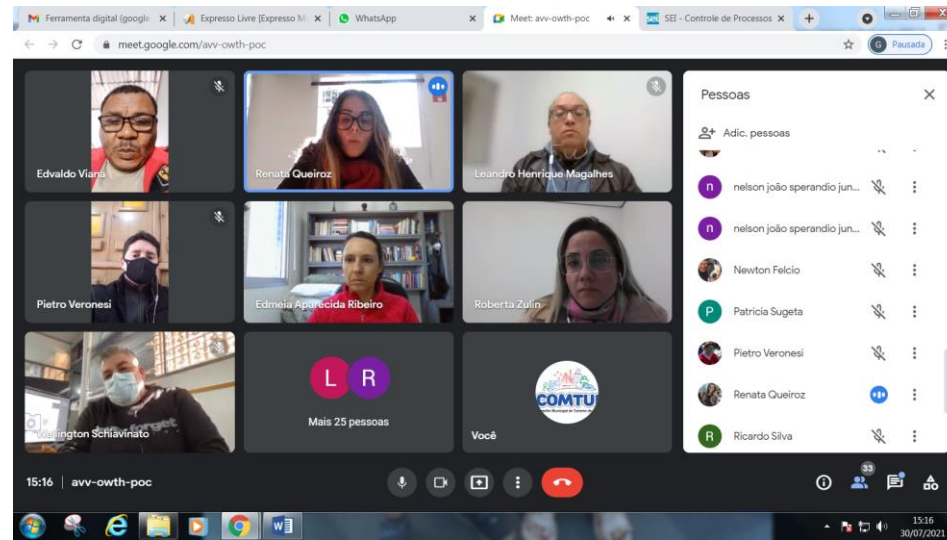 Ferramenta digital (google
Expresso Livre [Expresso M
WhatsApp
Meet: avv-owth-poc
SEI - Controle de Processos
meet.google.com/avv-owth-poc
G
Pausada
Edvaldo Viana
Renata Queiroz
Leandro Henrique Magalhes
Pietro Veronesi
Edmeia Aparecida Ribeiro
Roberta Zulin
Wellington Schiavinato
forget
L R
Mais 25 pessoas
COMTU
Você
Pessoas
Adic. pessoas
n nelson joão sperandio jun...
n nelson joão sperandio jun...
Newton Felcio
P Patricia Sugeta
Pietro Veronesi
Renata Queiroz
R Ricardo Silva
15:16 | avv-owth-poc
33
15:16
30/07/2021